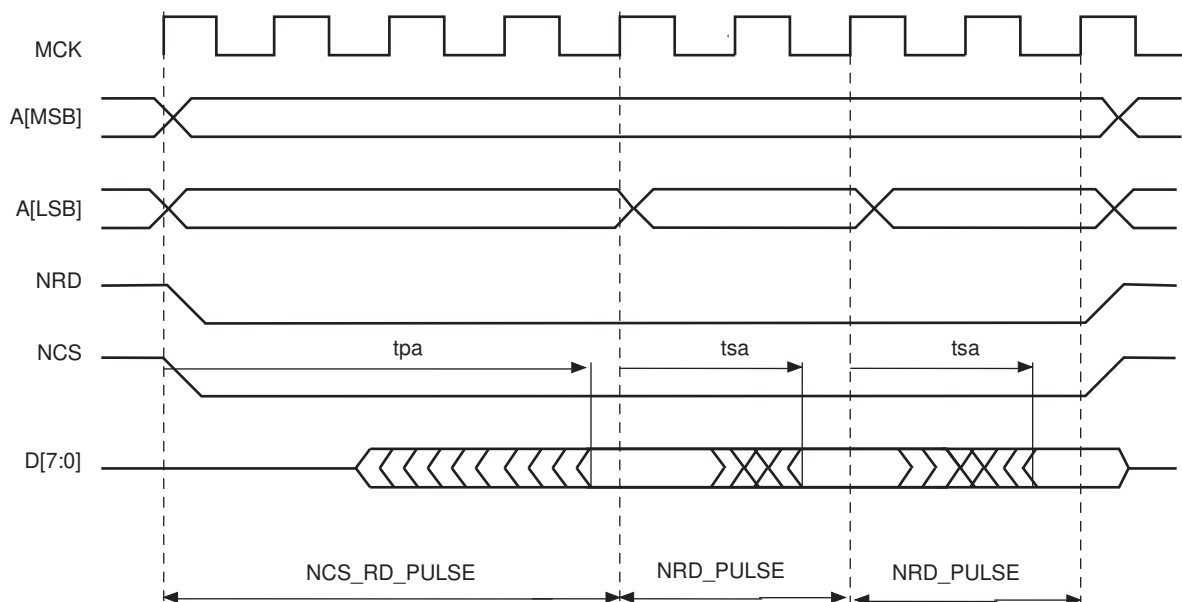 MCK
A[MSB]
A[LSB]
NRD
NCS
tpa tsa tsa
D[7:0]
NCS_RD_PULSE NRD_PULSE NRD_PULSE